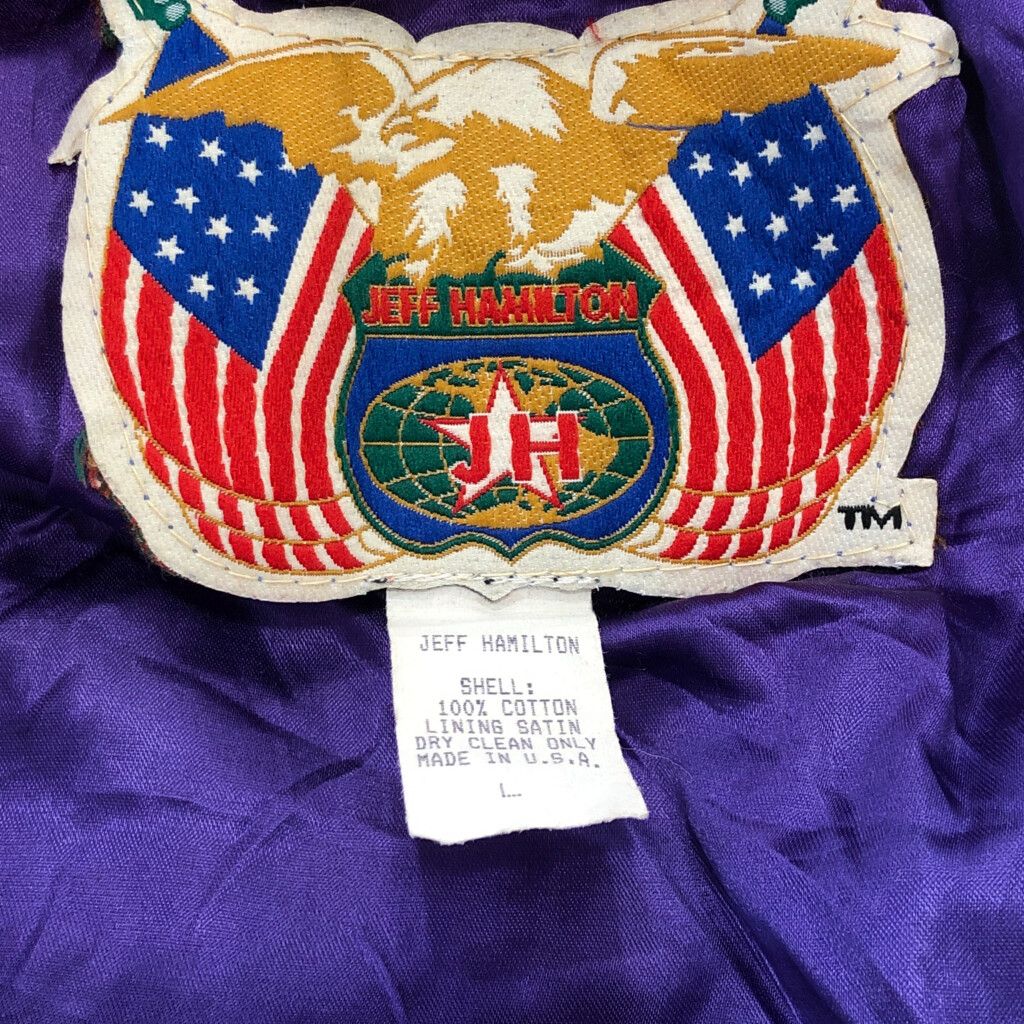 JEFF HAMILTON
JH
TM
JEFF HAMILTON
SHELL:
100% COTTON
LINING SATIN
DRY CLEAN ONLY
MADE IN U.S.A.
L